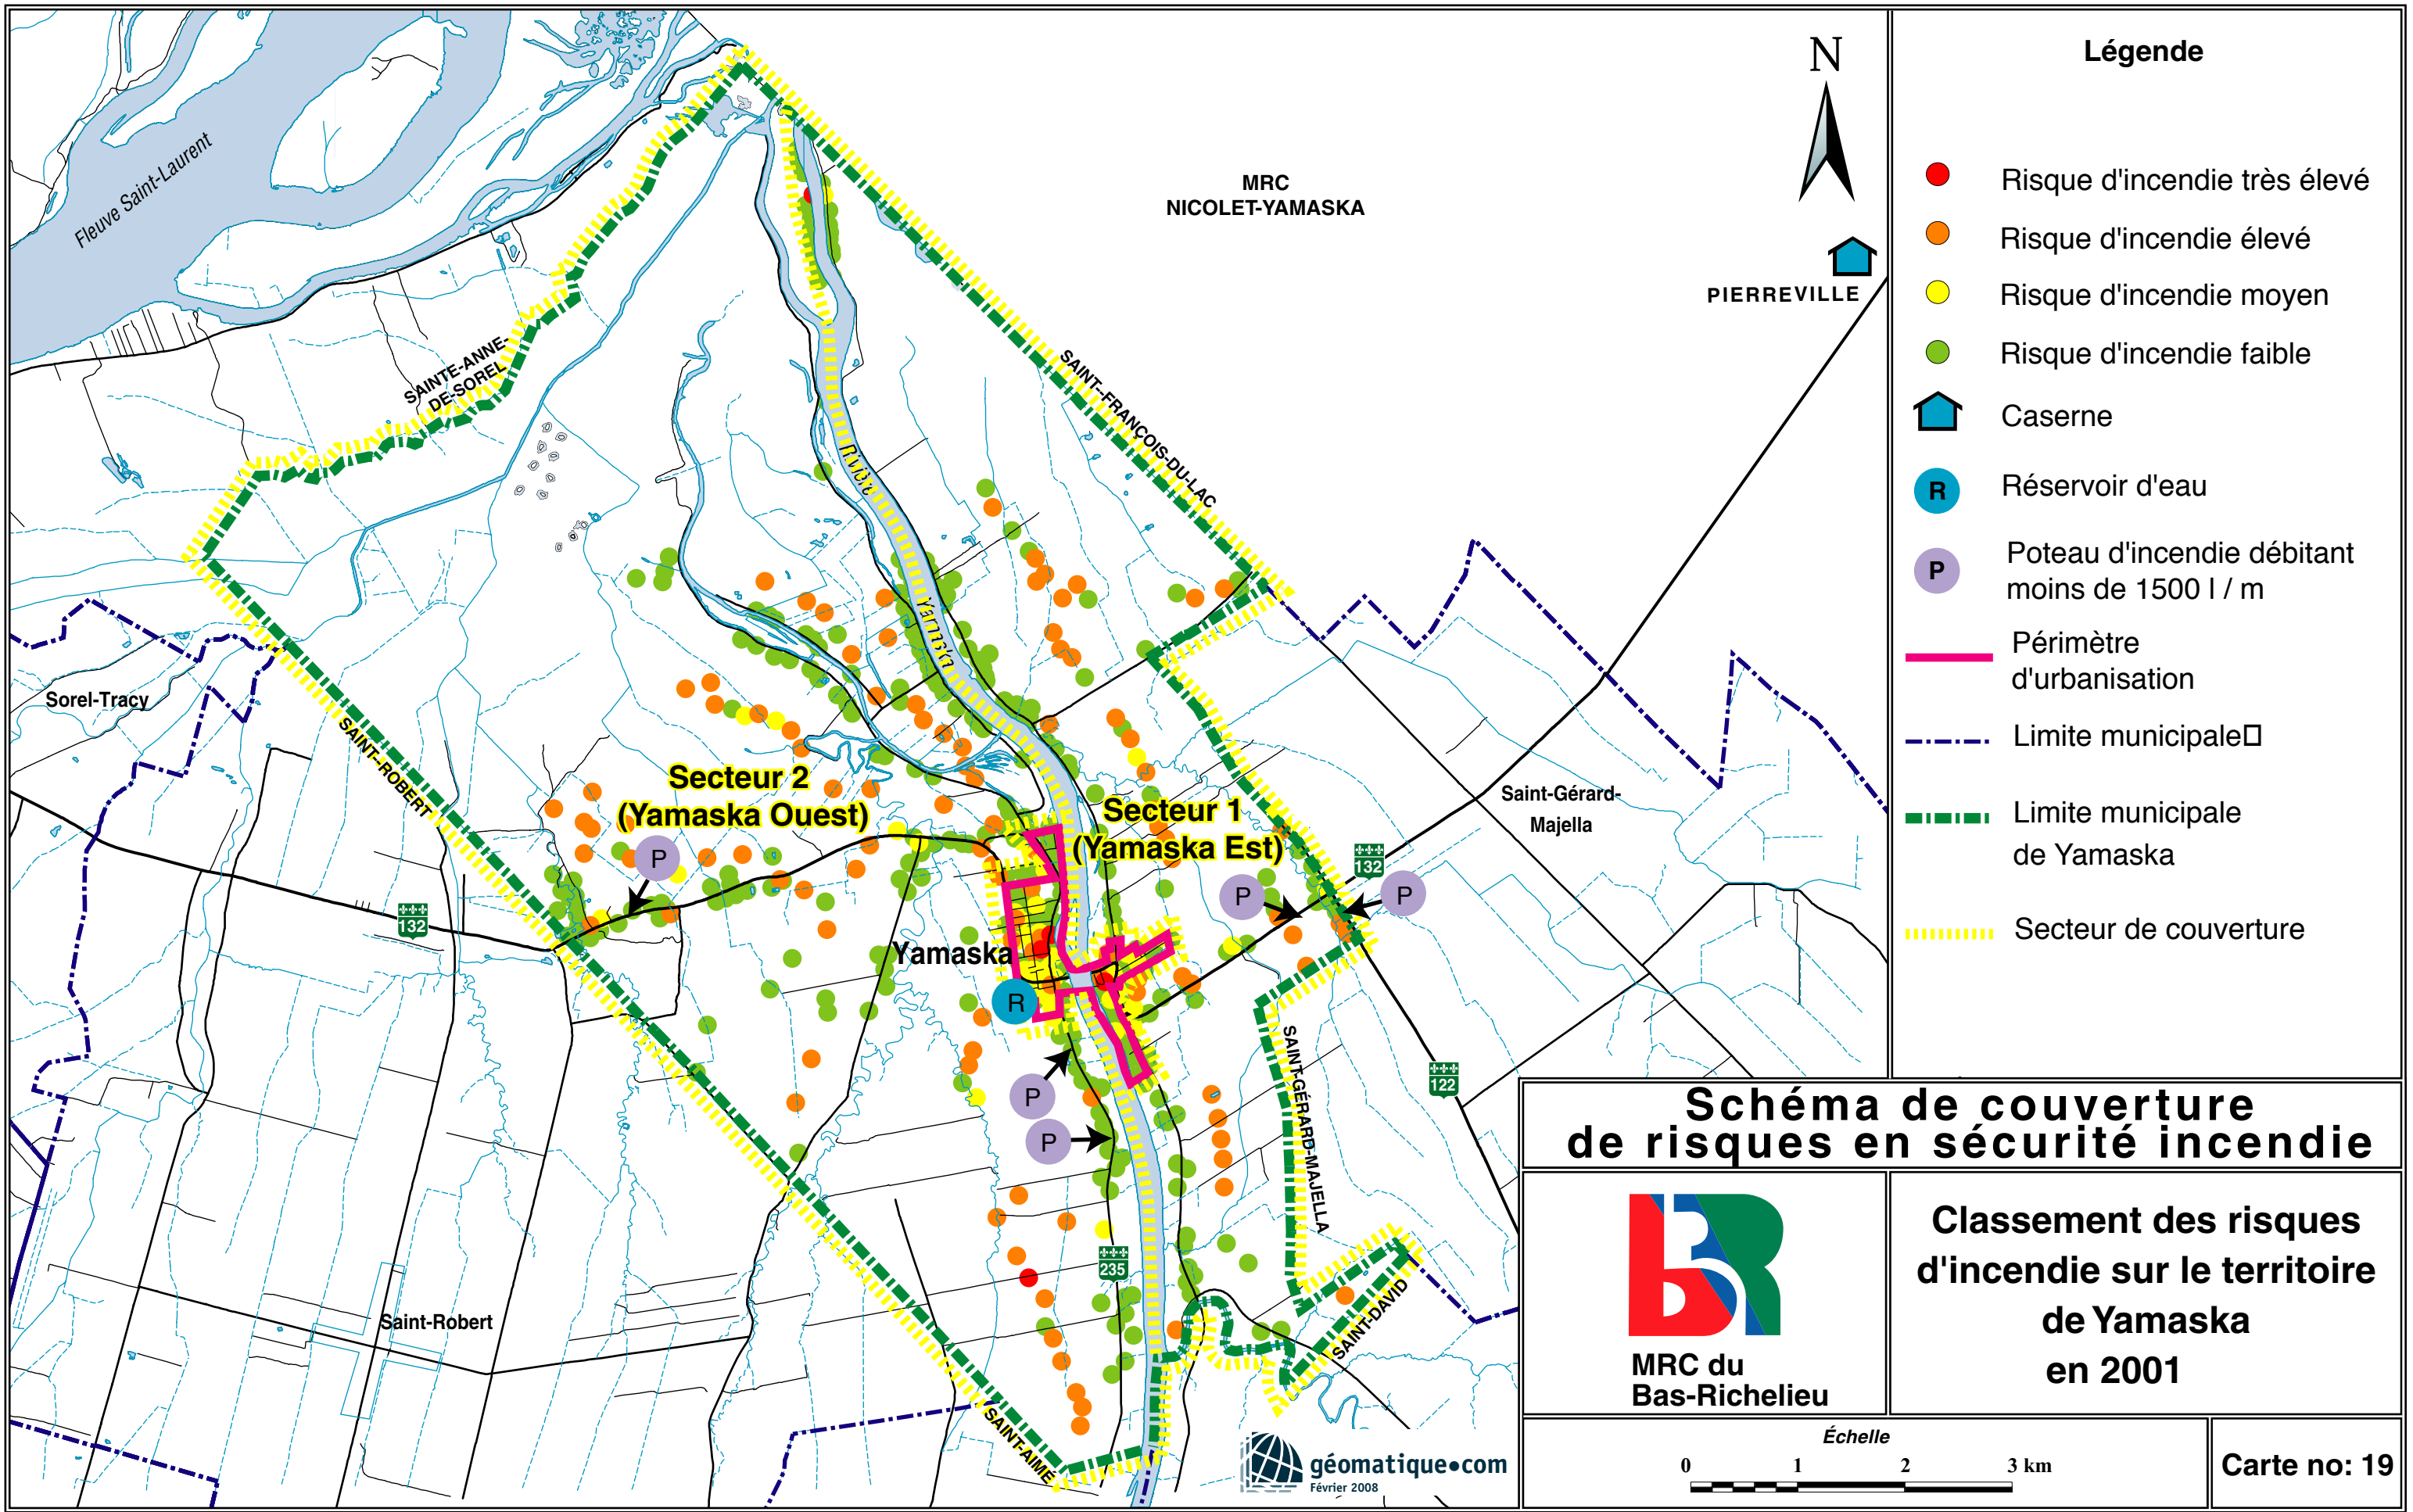 Fleuve Saint-Laurent
MRC
NICOLET-YAMASKA
N
PIERREVILLE
SAINTE-ANNE-
DE-SOREL
SAINT-FRANÇOIS-DU-LAC
Rivière
Yamaska
Sorel-Tracy
SAINT-ROBERT
Secteur 2
(Yamaska Ouest)
Secteur 1
(Yamaska Est)
Saint-Gérard-
Majella
P
132
P
132
P
Yamaska
R
P
P
122
SAINT-GÉRARD-MAJELLA
235
SAINT-DAVID
Saint-Robert
SAINT-AIMÉ
géomatique•com
Février 2008
Légende
Risque d'incendie très élevé
Risque d'incendie élevé
Risque d'incendie moyen
Risque d'incendie faible
Caserne
R
Réservoir d'eau
P
Poteau d'incendie débitant
moins de 1500 l / m
Périmètre
d'urbanisation
Limite municipale
Limite municipale
de Yamaska
Secteur de couverture
Schéma de couverture
de risques en sécurité incendie
MRC du
Bas-Richelieu
Classement des risques
d'incendie sur le territoire
de Yamaska
en 2001
Échelle
0 1 2 3 km
Carte no: 19